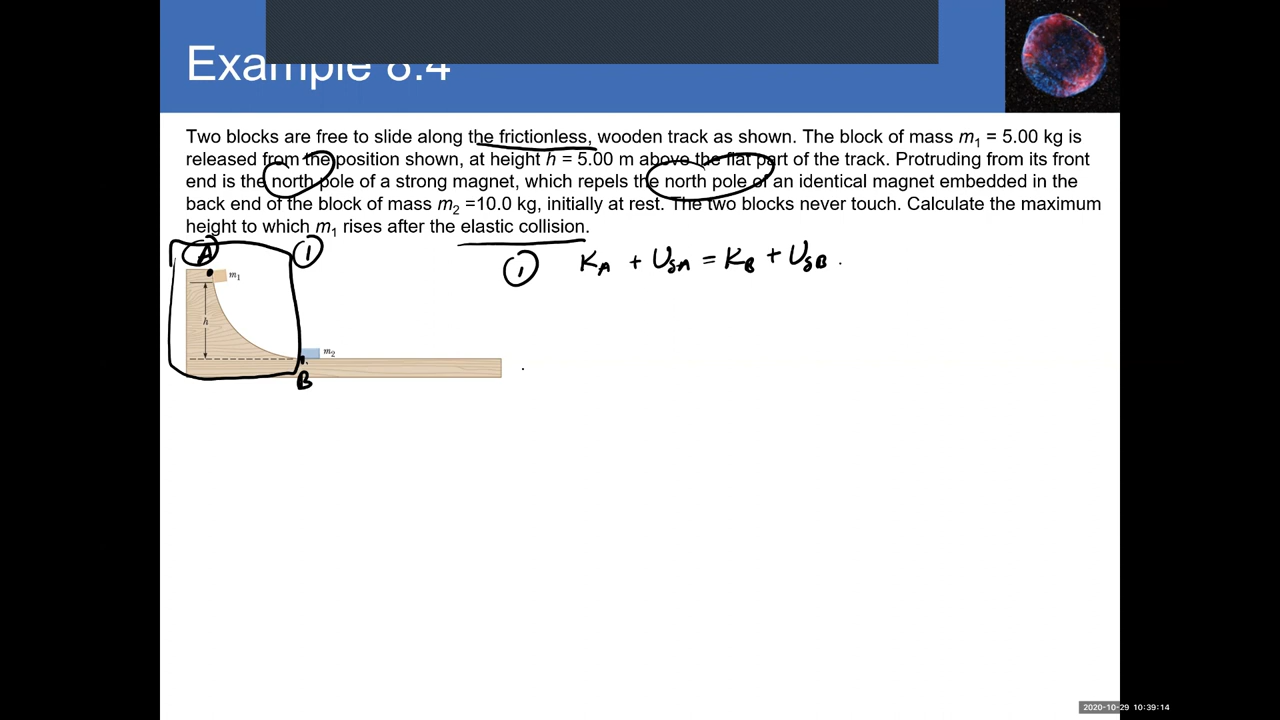 Example 8.4
Two blocks are free to slide along the frictionless, wooden track as shown. The block of mass m₁ = 5.00 kg is
released from the position shown, at height h = 5.00 m above the flat part of the track. Protruding from its front
end is the north pole of a strong magnet, which repels the north pole of an identical magnet embedded in the
back end of the block of mass m₂ =10.0 kg, initially at rest. The two blocks never touch. Calculate the maximum
height to which m₁ rises after the elastic collision.
A ①
① K_A + U_gA = K_B + U_gB .
m₁
h
m₂
B
2020-10-29 10:39:14